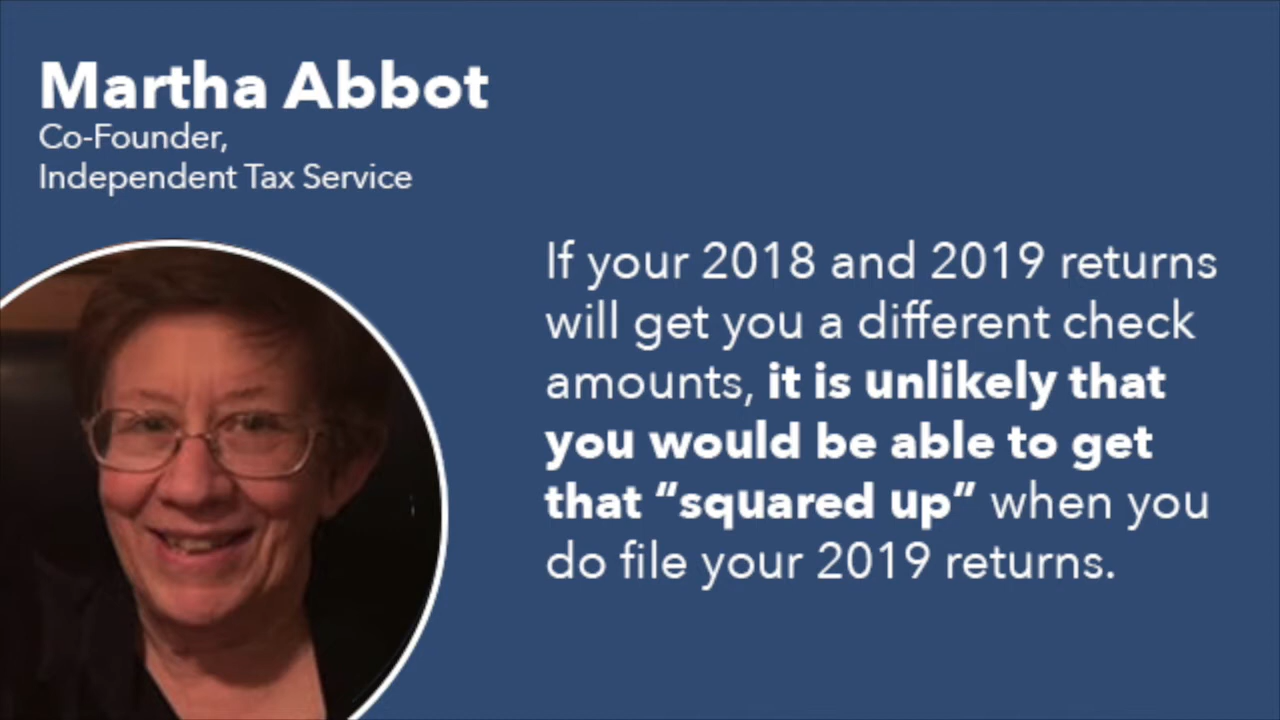 Martha Abbot
Co-Founder,
Independent Tax Service
If your 2018 and 2019 returns
will get you a different check
amounts, it is unlikely that
you would be able to get
that “squared up” when you
do file your 2019 returns.